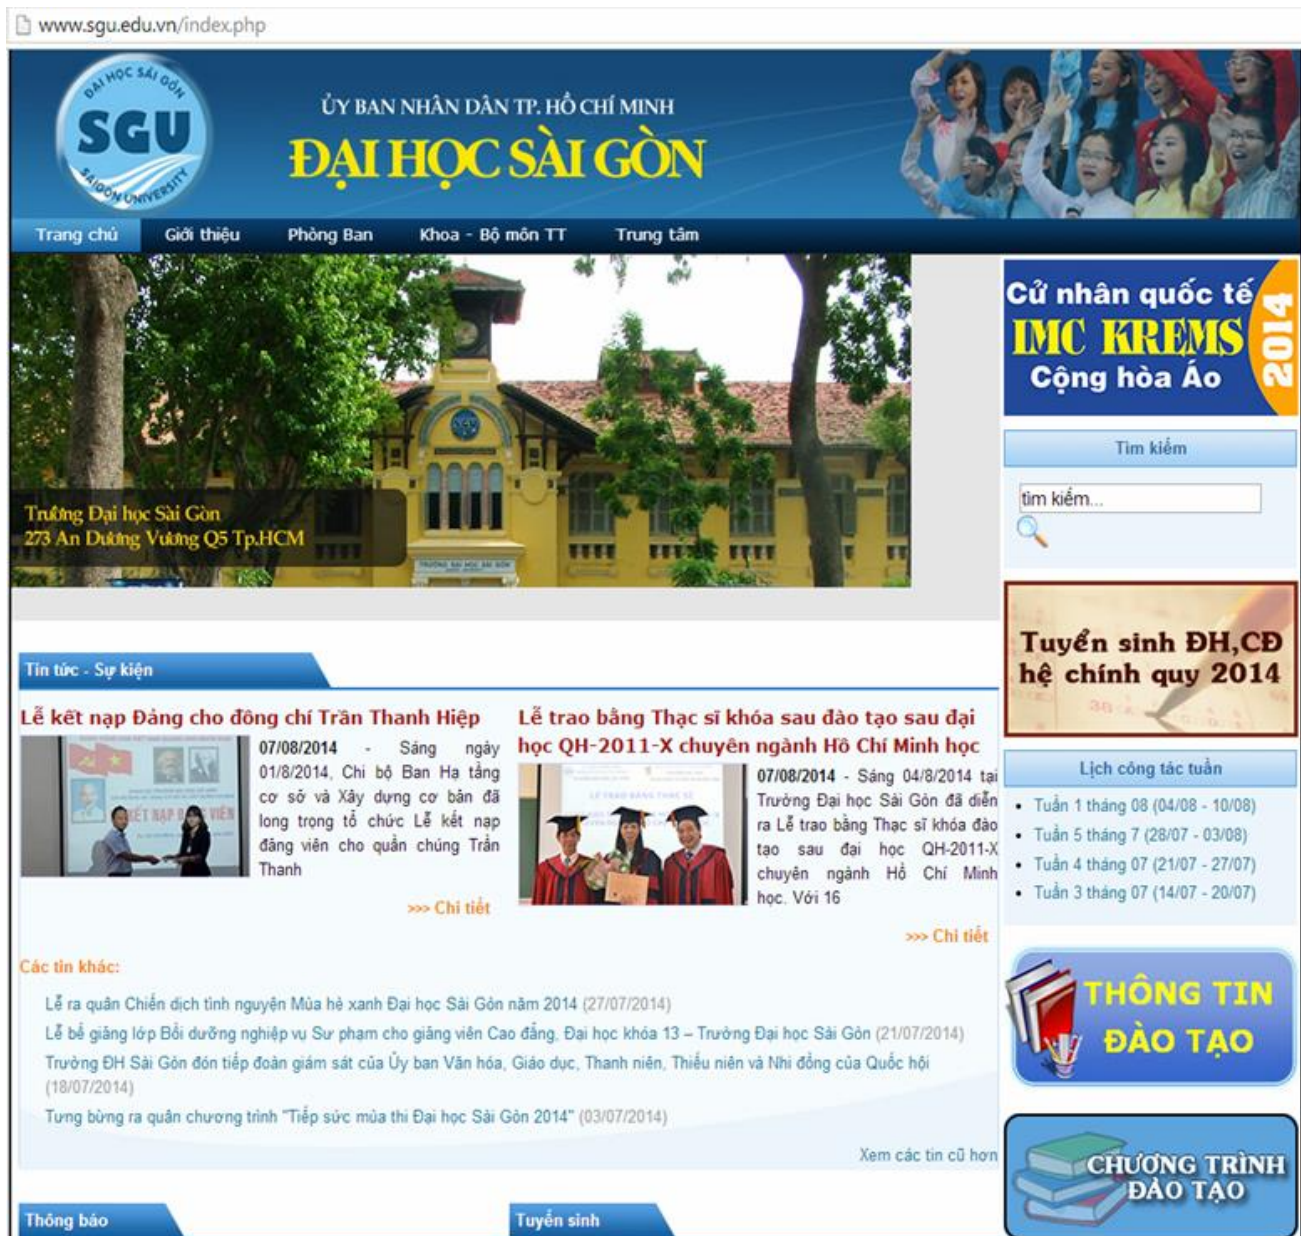 www.sgu.edu.vn/index.php
ĐẠI HỌC SÀI GÒN
SGU
SAIGON UNIVERSITY
ỦY BAN NHÂN DÂN TP. HỒ CHÍ MINH
ĐẠI HỌC SÀI GÒN
Trang chủ Giới thiệu Phòng Ban Khoa - Bộ môn TT Trung tâm
SGU
TRƯỜNG ĐẠI HỌC SÀI GÒN
Trường Đại học Sài Gòn
273 An Dương Vương Q5 Tp.HCM
Cử nhân quốc tế
IMC KREMS
Cộng hòa Áo
2014
Tìm kiếm
tìm kiếm...
Tuyển sinh ĐH,CĐ
hệ chính quy 2014
Tin tức - Sự kiện
Lễ kết nạp Đảng cho đồng chí Trần Thanh Hiệp
07/08/2014 - Sáng ngày
01/8/2014, Chi bộ Ban Hạ tầng
cơ sở và Xây dựng cơ bản đã
long trọng tổ chức Lễ kết nạp
đảng viên cho quần chúng Trần
Thanh
>>> Chi tiết
KẾT NẠP ĐẢNG VIÊN
Lễ trao bằng Thạc sĩ khóa sau đào tạo sau đại
học QH-2011-X chuyên ngành Hồ Chí Minh học
LỄ TRAO BẰNG THẠC SĨ
07/08/2014 - Sáng 04/8/2014 tại
Trường Đại học Sài Gòn đã diễn
ra Lễ trao bằng Thạc sĩ khóa đào
tạo sau đại học QH-2011-X
chuyên ngành Hồ Chí Minh
học. Với 16
>>> Chi tiết
Các tin khác:
Lễ ra quân Chiến dịch tình nguyện Mùa hè xanh Đại học Sài Gòn năm 2014 (27/07/2014)
Lễ bế giảng lớp Bồi dưỡng nghiệp vụ Sư phạm cho giảng viên Cao đẳng, Đại học khóa 13 – Trường Đại học Sài Gòn (21/07/2014)
Trường ĐH Sài Gòn đón tiếp đoàn giám sát của Ủy ban Văn hóa, Giáo dục, Thanh niên, Thiếu niên và Nhi đồng của Quốc hội
(18/07/2014)
Tưng bừng ra quân chương trình "Tiếp sức mùa thi Đại học Sài Gòn 2014" (03/07/2014)
Xem các tin cũ hơn
Lịch công tác tuần
Tuần 1 tháng 08 (04/08 - 10/08)
Tuần 5 tháng 7 (28/07 - 03/08)
Tuần 4 tháng 07 (21/07 - 27/07)
Tuần 3 tháng 07 (14/07 - 20/07)
THÔNG TIN
ĐÀO TẠO
CHƯƠNG TRÌNH
ĐÀO TẠO
Thông báo
Tuyển sinh